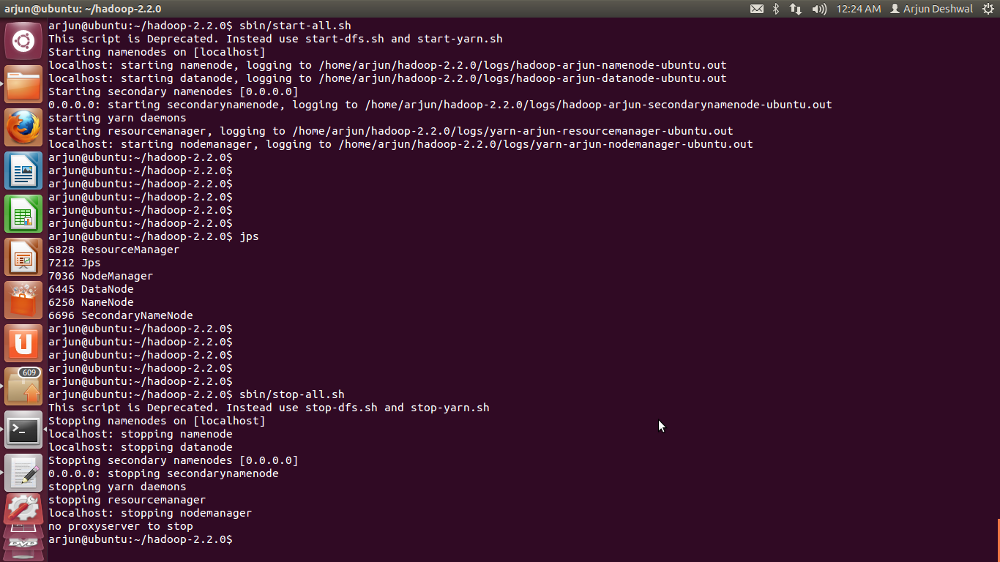 arjun@ubuntu: ~/hadoop-2.2.0
12:24 AM
Arjun Deshwal
arjun@ubuntu:~/hadoop-2.2.0$ sbin/start-all.sh
This script is Deprecated. Instead use start-dfs.sh and start-yarn.sh
Starting namenodes on [localhost]
localhost: starting namenode, logging to /home/arjun/hadoop-2.2.0/logs/hadoop-arjun-namenode-ubuntu.out
localhost: starting datanode, logging to /home/arjun/hadoop-2.2.0/logs/hadoop-arjun-datanode-ubuntu.out
Starting secondary namenodes [0.0.0.0]
0.0.0.0: starting secondarynamenode, logging to /home/arjun/hadoop-2.2.0/logs/hadoop-arjun-secondarynamenode-ubuntu.out
starting yarn daemons
starting resourcemanager, logging to /home/arjun/hadoop-2.2.0/logs/yarn-arjun-resourcemanager-ubuntu.out
localhost: starting nodemanager, logging to /home/arjun/hadoop-2.2.0/logs/yarn-arjun-nodemanager-ubuntu.out
arjun@ubuntu:~/hadoop-2.2.0$
arjun@ubuntu:~/hadoop-2.2.0$
arjun@ubuntu:~/hadoop-2.2.0$
arjun@ubuntu:~/hadoop-2.2.0$
arjun@ubuntu:~/hadoop-2.2.0$
arjun@ubuntu:~/hadoop-2.2.0$
arjun@ubuntu:~/hadoop-2.2.0$ jps
6828 ResourceManager
7212 Jps
7036 NodeManager
6445 DataNode
6250 NameNode
6696 SecondaryNameNode
arjun@ubuntu:~/hadoop-2.2.0$
arjun@ubuntu:~/hadoop-2.2.0$
arjun@ubuntu:~/hadoop-2.2.0$
arjun@ubuntu:~/hadoop-2.2.0$
arjun@ubuntu:~/hadoop-2.2.0$
arjun@ubuntu:~/hadoop-2.2.0$ sbin/stop-all.sh
This script is Deprecated. Instead use stop-dfs.sh and stop-yarn.sh
Stopping namenodes on [localhost]
localhost: stopping namenode
localhost: stopping datanode
Stopping secondary namenodes [0.0.0.0]
0.0.0.0: stopping secondarynamenode
stopping yarn daemons
stopping resourcemanager
localhost: stopping nodemanager
no proxyserver to stop
arjun@ubuntu:~/hadoop-2.2.0$
609
DVD